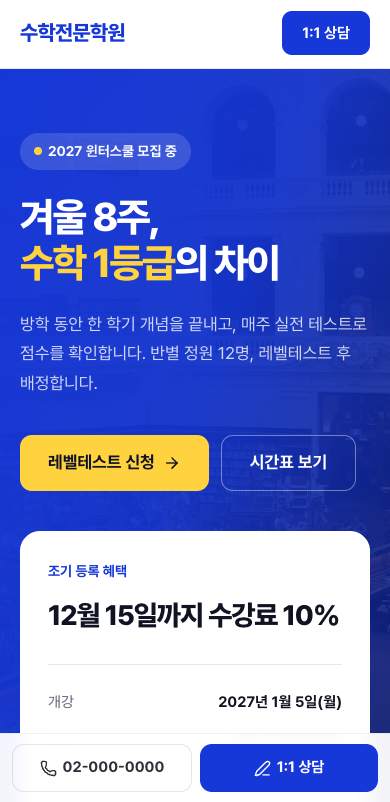 수학전문학원
1:1 상담
2027 윈터스쿨 모집 중
겨울 8주,
수학 1등급의 차이
방학 동안 한 학기 개념을 끝내고, 매주 실전 테스트로
점수를 확인합니다. 반별 정원 12명, 레벨테스트 후
배정합니다.
레벨테스트 신청 →
시간표 보기
조기 등록 혜택
12월 15일까지 수강료 10%
개강 2027년 1월 5일(월)
02-000-0000
1:1 상담